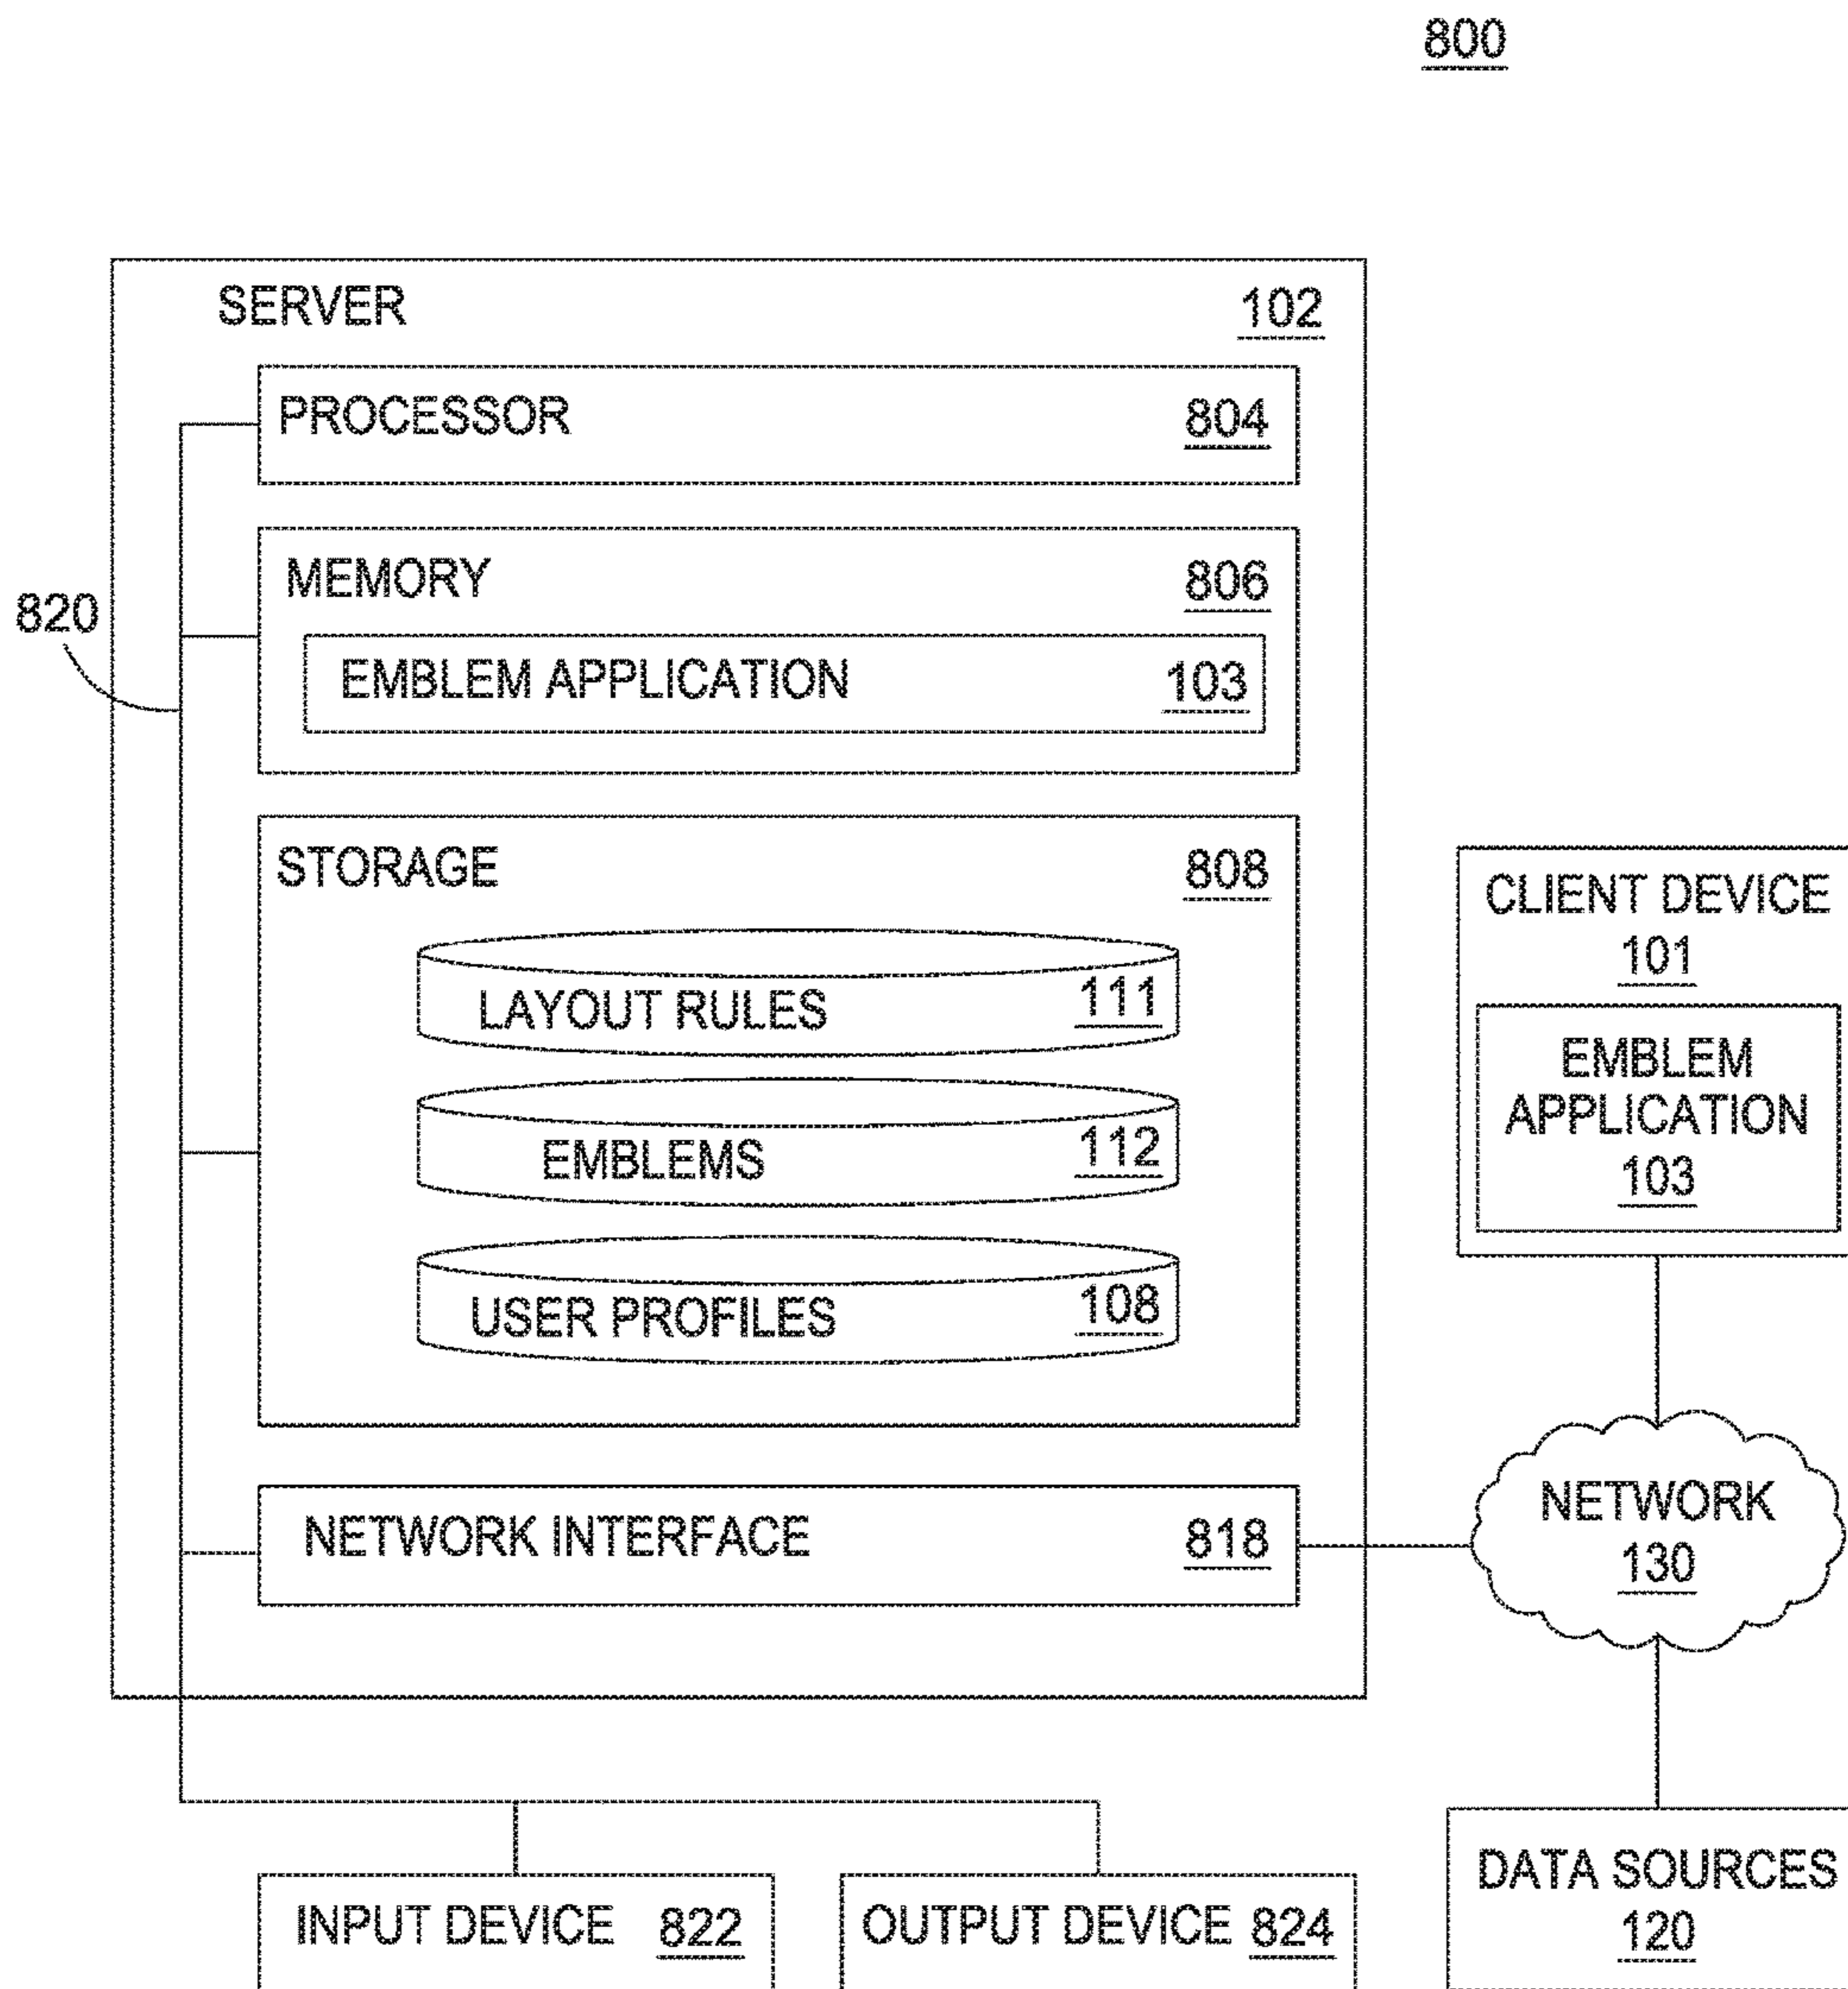 800
SERVER 102
PROCESSOR 804
MEMORY 806
820
EMBLEM APPLICATION 103
STORAGE 808
LAYOUT RULES 111
EMBLEMS 112
USER PROFILES 108
NETWORK INTERFACE 818
CLIENT DEVICE
101
EMBLEM
APPLICATION
103
NETWORK
130
DATA SOURCES
120
INPUT DEVICE 822
OUTPUT DEVICE 824